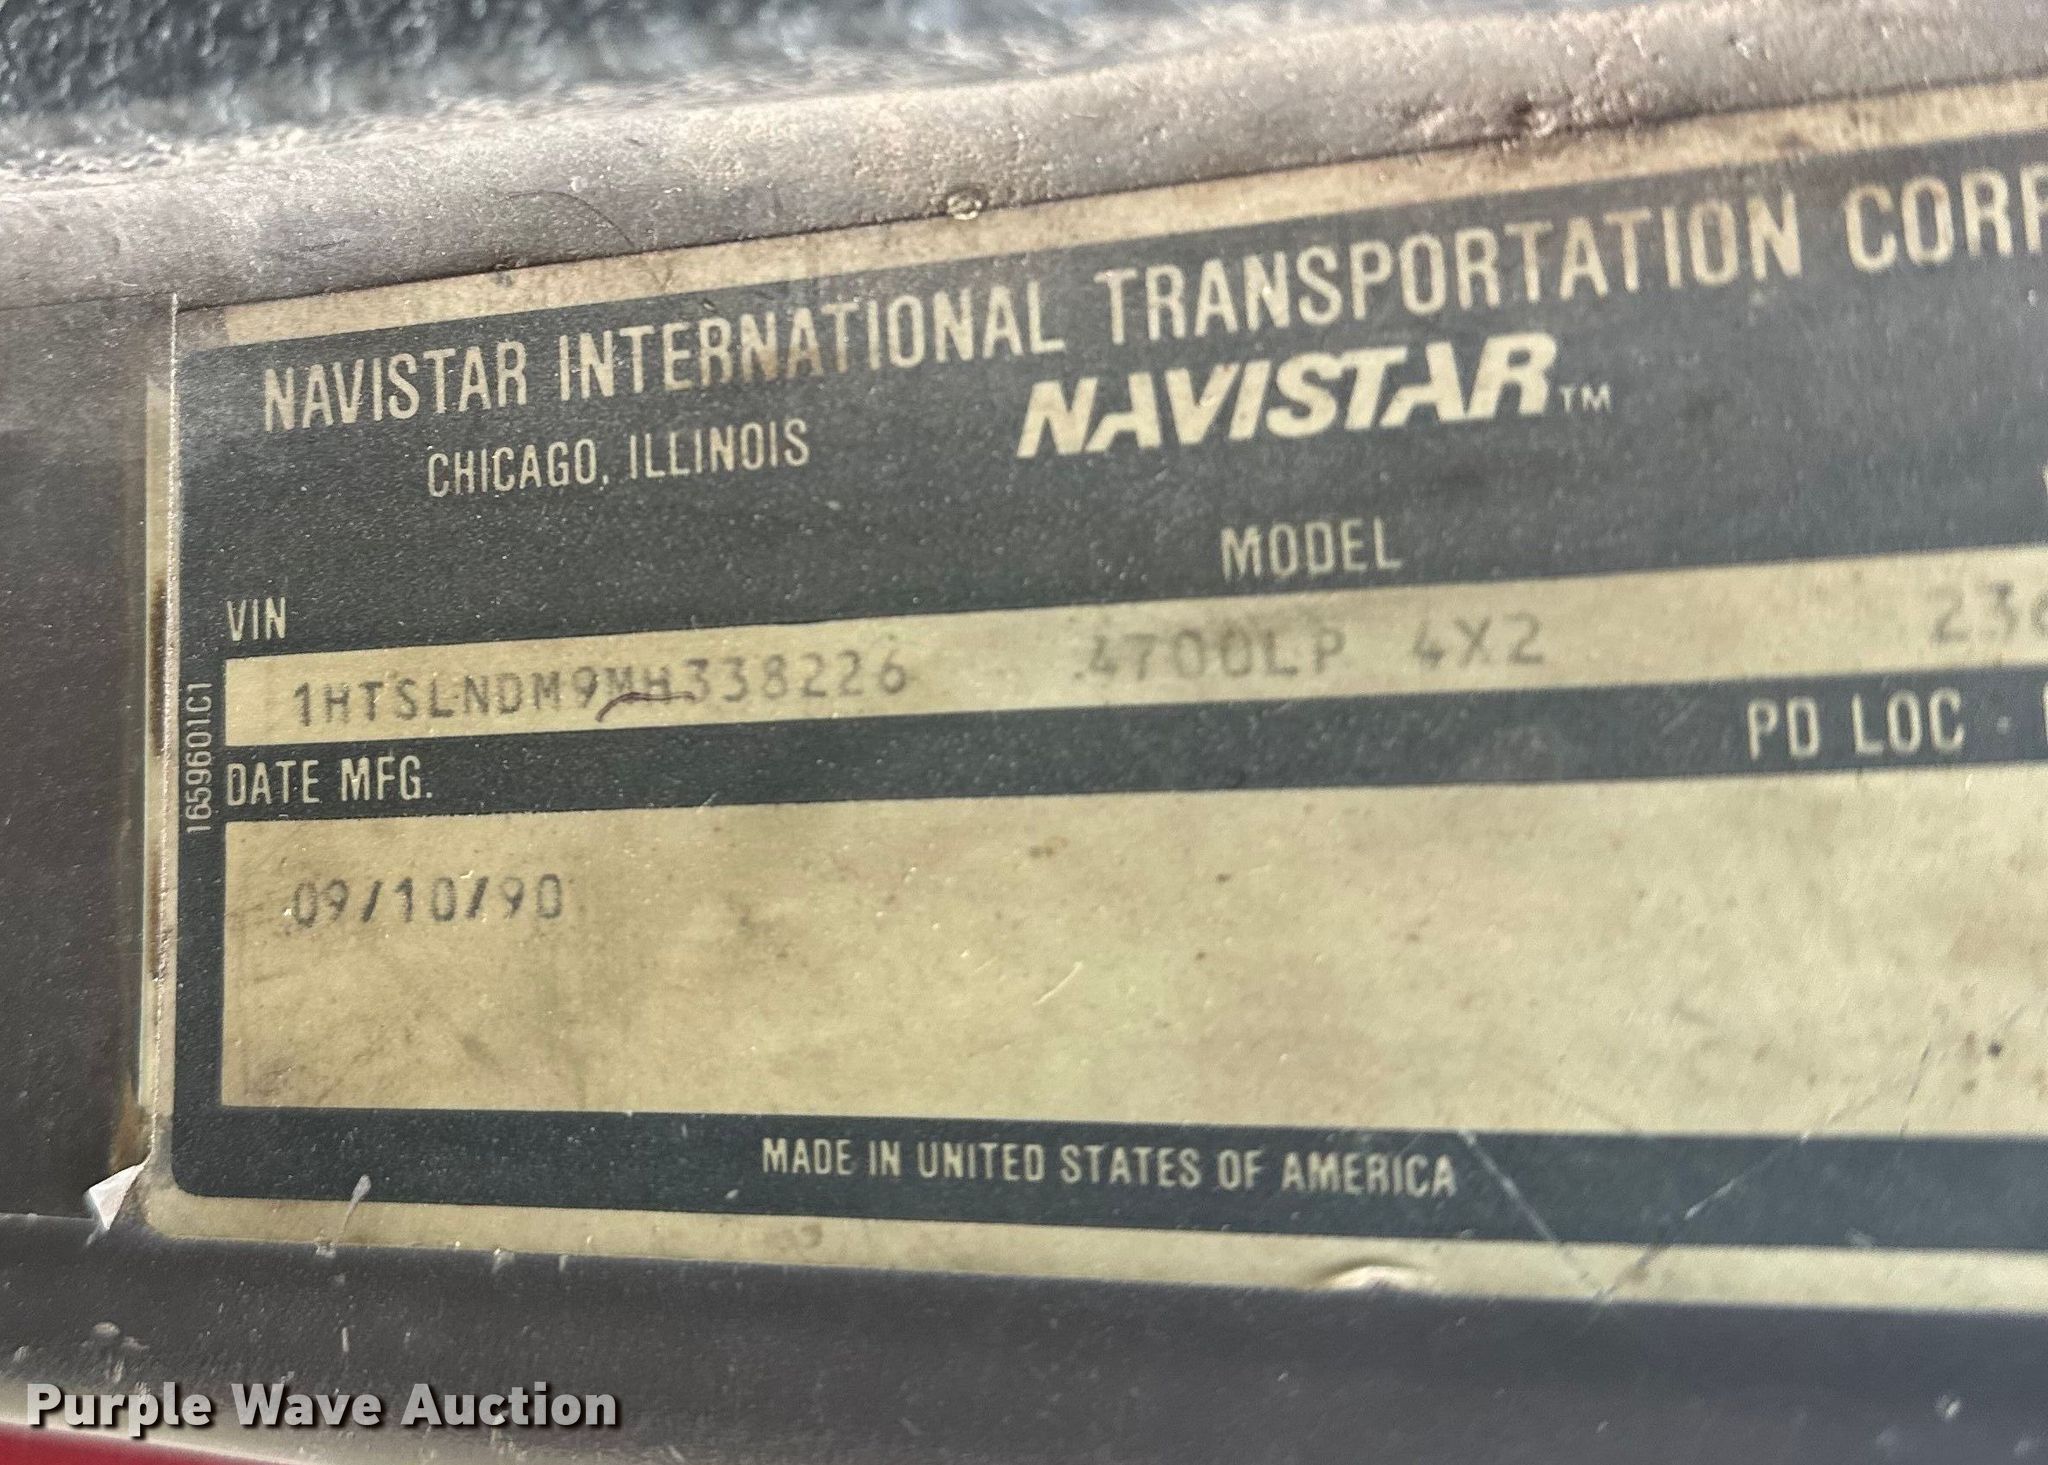 NAVISTAR INTERNATIONAL TRANSPORTATION CORP
CHICAGO, ILLINOIS
NAVISTAR™
MODEL
VIN
1HTSLNDM9MH338226 4700LP 4X2 236
PD LOC -
DATE MFG.
1659601C1
09/10/90
MADE IN UNITED STATES OF AMERICA
Purple Wave Auction